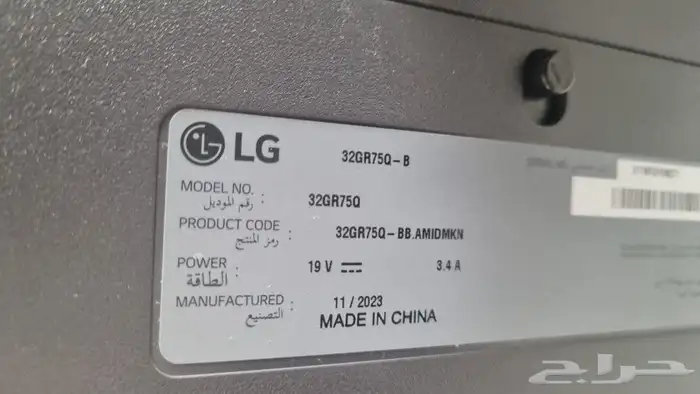 LG 32GR75Q-B
MODEL NO. : 32GR75Q
رقم الموديل
PRODUCT CODE : 32GR75Q-BB.AMIDMKN
رمز المنتج
POWER : 19 V 3.4 A
الطاقة
MANUFACTURED : 11 / 2023
التصنيع
MADE IN CHINA
حراج